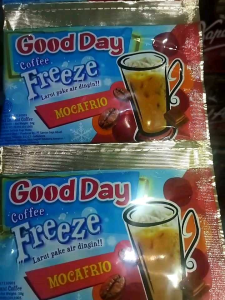 Good Day
Coffee
Freeze
Larut pake air dingin!!
MOCAFRIO
Good Day
Coffee
Freeze
Larut pake air dingin!!
MOCAFRIO